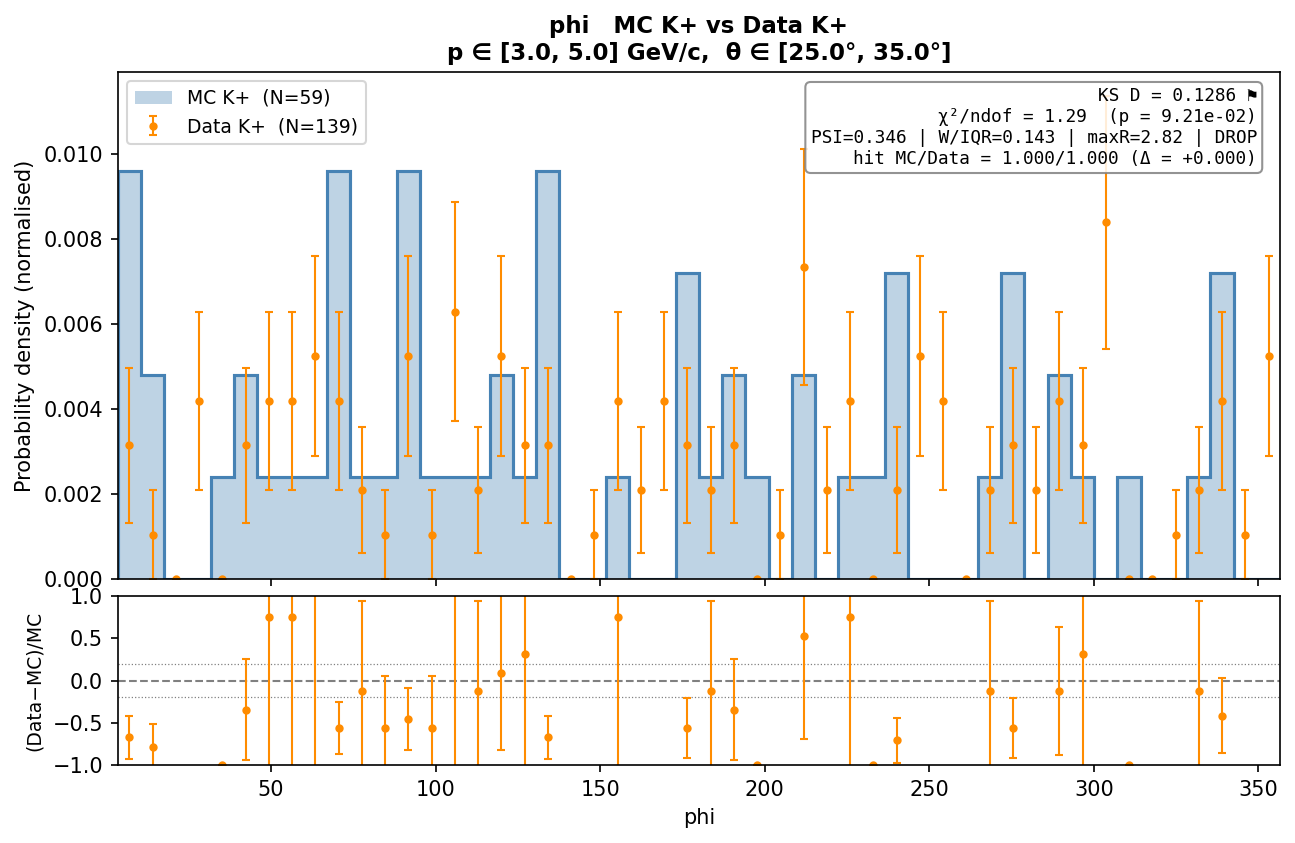 phi   MC K+ vs Data K+
p ∈ [3.0, 5.0] GeV/c,  θ ∈ [25.0°, 35.0°]
MC K+  (N=59)
Data K+  (N=139)
KS D = 0.1286 ⚑
χ²/ndof = 1.29  (p = 9.21e-02)
PSI=0.346 | W/IQR=0.143 | maxR=2.82 | DROP
hit MC/Data = 1.000/1.000 (Δ = +0.000)
Probability density (normalised)
0.010
0.008
0.006
0.004
0.002
0.000
(Data−MC)/MC
1.0
0.5
0.0
−0.5
−1.0
50 100 150 200 250 300 350
phi